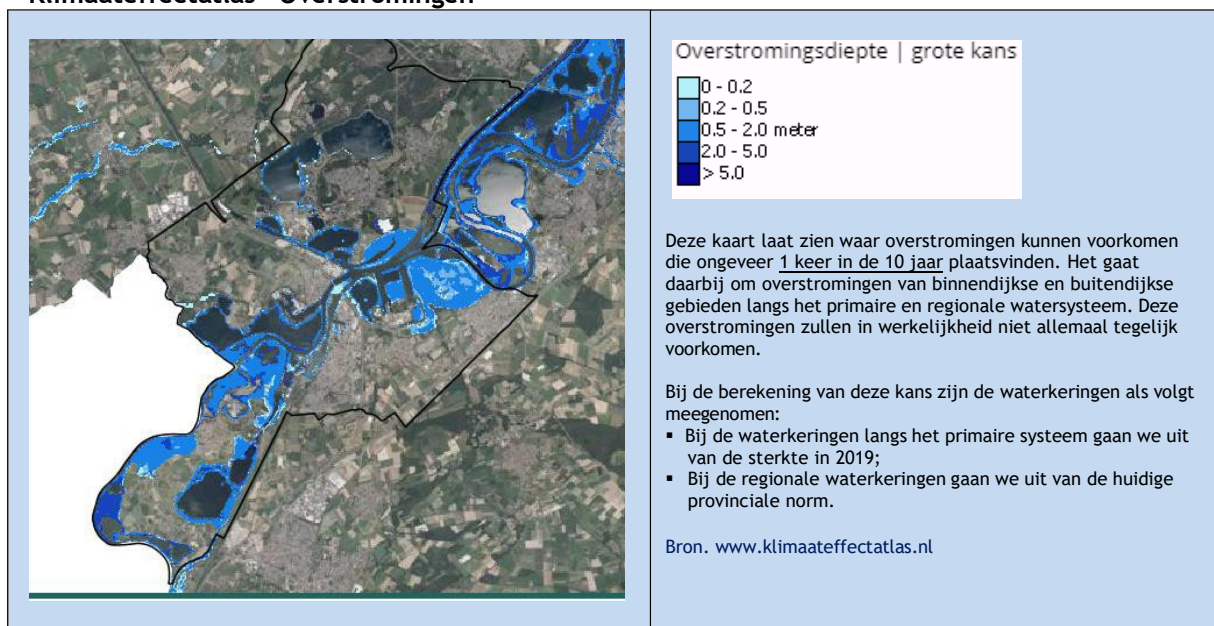 Klimaateffectatlas - Overstromingen
Overstromingsdiepte | grote kans
0 - 0.2
0.2 - 0.5
0.5 - 2.0 meter
2.0 - 5.0
> 5.0
Deze kaart laat zien waar overstromingen kunnen voorkomen
die ongeveer 1 keer in de 10 jaar plaatsvinden. Het gaat
daarbij om overstromingen van binnendijkse en buitendijkse
gebieden langs het primaire en regionale watersysteem. Deze
overstromingen zullen in werkelijkheid niet allemaal tegelijk
voorkomen.
Bij de berekening van deze kans zijn de waterkeringen als volgt
meegenomen:
▪ Bij de waterkeringen langs het primaire systeem gaan we uit
van de sterkte in 2019;
▪ Bij de regionale waterkeringen gaan we uit van de huidige
provinciale norm.
Bron. www.klimaateffectatlas.nl